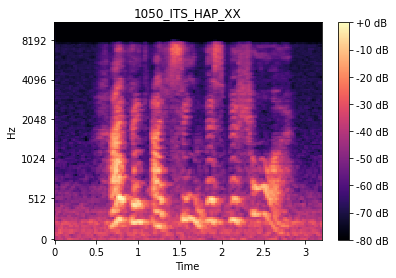 1050_ITS_HAP_XX
+0 dB
8192
-10 dB
4096
-20 dB
-30 dB
2048
Hz
-40 dB
1024
-50 dB
512
-60 dB
-70 dB
0
-80 dB
0 0.5 1 1.5 2 2.5 3
Time